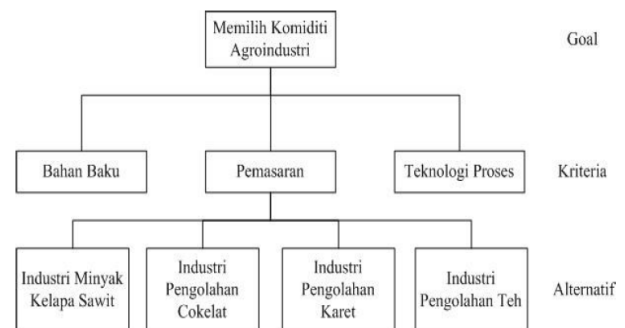 Memilih Komiditi
Agroindustri
Goal
Bahan Baku
Pemasaran
Teknologi Proses
Kriteria
Industri Minyak
Kelapa Sawit
Industri
Pengolahan
Cokelat
Industri
Pengolahan
Karet
Industri
Pengolahan Teh
Alternatif